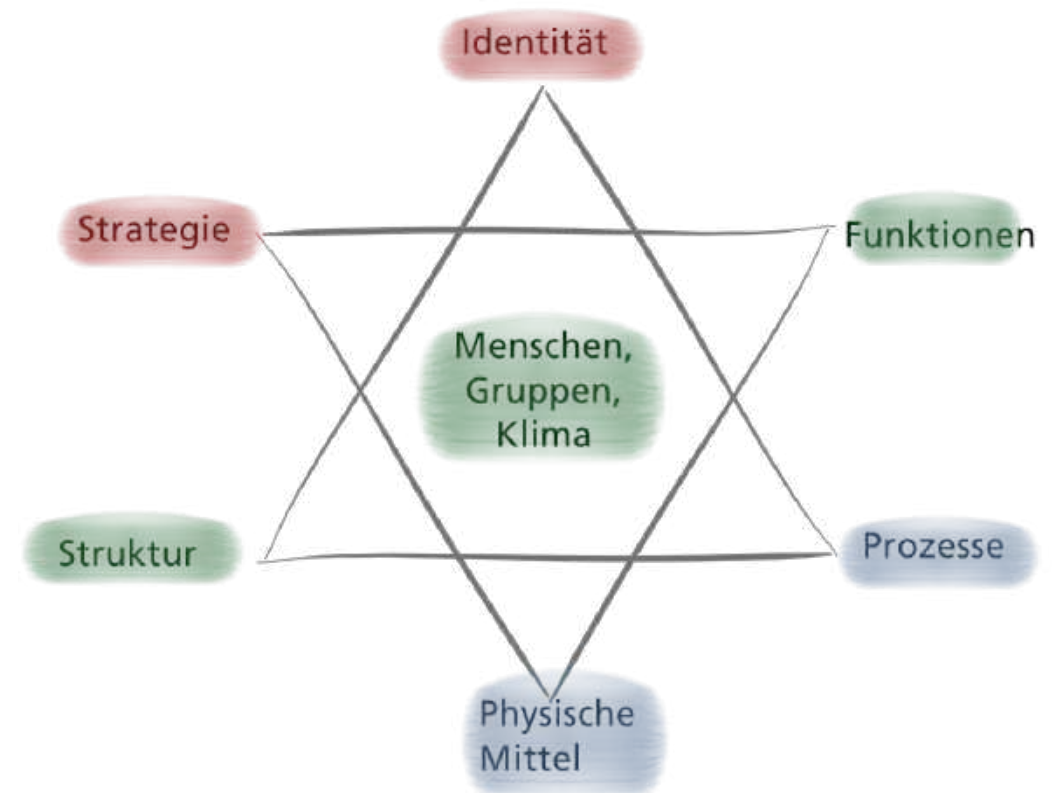 Identität
Strategie
Funktionen
Menschen,
Gruppen,
Klima
Struktur
Prozesse
Physische
Mittel